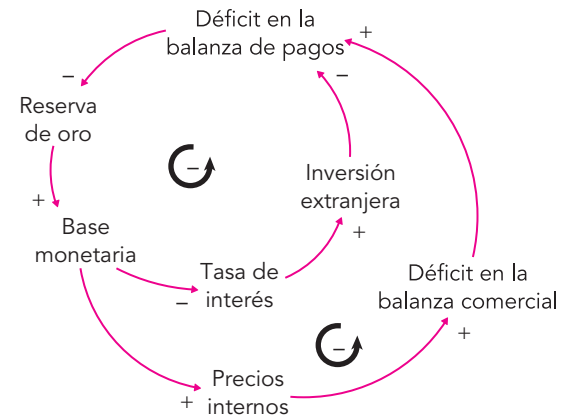 Déficit en la
balanza de pagos
+
–
–
Reserva
de oro
–
Inversión
extranjera
+
+
Base
monetaria
Tasa de
interés
–
Déficit en la
balanza comercial
+
–
Precios
internos
+